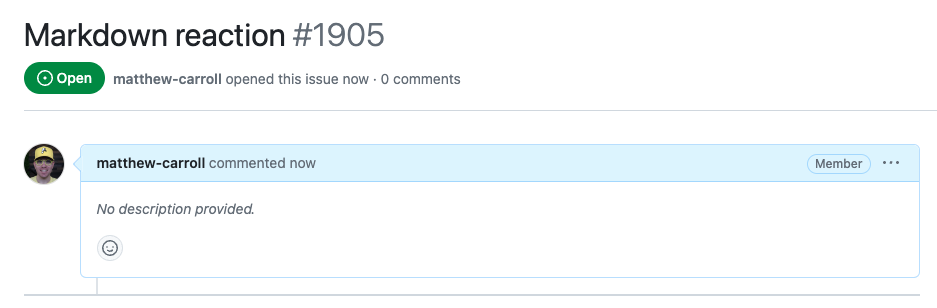 Markdown reaction #1905
Open matthew-carroll opened this issue now · 0 comments
matthew-carroll commented now Member ...
No description provided.